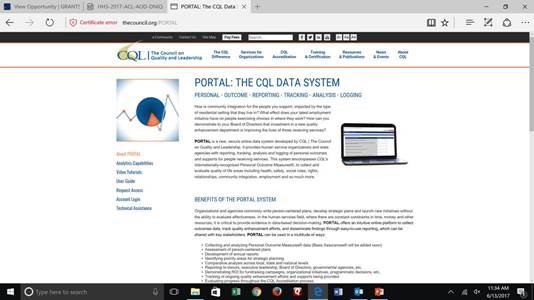 View Opportunity | GRANT!
HHS-2017-ACL-AOD-DNIQ
PORTAL: The CQL Data
Certificate error
thecouncil.org/PORTAL
e-Community
Contact Us
Site Map
Pay Fees
Search...
CQL
The Council on
Quality and Leadership
The CQL
Difference
Services for
Organizations
CQL
Accreditation
Training
& Certification
Resources
& Publications
News
& Events
About
CQL
PORTAL: THE CQL DATA SYSTEM
PERSONAL - OUTCOME - REPORTING - TRACKING - ANALYSIS - LOGGING
How is community integration for the people you support, impacted by the type
of residential setting that they live in? What effect does your latest employment
initiative have on people exercising choices in where they work? How can you
demonstrate to your Board of Directors that investment in a new quality
enhancement department is improving the lives of those receiving services?
PORTAL is a new, secure online data system developed by CQL | The Council
on Quality and Leadership. It provides human service organizations and state
agencies with reporting, tracking, analysis and logging of personal outcomes
and supports for people receiving services. This system encompasses CQL's
internationally-recognized Personal Outcome Measures®, to collect and
evaluate quality of life areas including health, safety, social roles, rights,
relationships, community integration, employment and so much more.
About PORTAL
Analytics Capabilities
Video Tutorials
User Guide
Request Access
Account Login
Technical Assistance
BENEFITS OF THE PORTAL SYSTEM
Organizations and agencies commonly write person-centered plans, develop strategic plans and launch new initiatives without
the ability to evaluate effectiveness. In the human services field, where there are constant constraints in time, money and other
resources, it is critical to provide evidence in data-based decision-making. PORTAL offers an intuitive online platform to collect
outcomes data, track quality enhancement efforts, and disseminate findings through easy-to-use reporting, which can be
shared with key stakeholders. PORTAL can be used in a multitude of ways:
Collecting and analyzing Personal Outcome Measures® data (Basic Assurances® will be added soon)
Assessment of person-centered plans
Development of annual reports
Identifying priority areas for strategic planning
Comparative analysis across local, state and national levels
Reporting to donors, executive leadership, Board of Directors, governmental agencies, etc.
Demonstrating ROI for fundraising campaigns, organizational initiatives, programmatic decisions, etc.
Tracking of ongoing quality enhancement efforts and supports being provided
Evaluating progress throughout the CQL Accreditation process
Type here to search
11:34 AM
6/13/2017